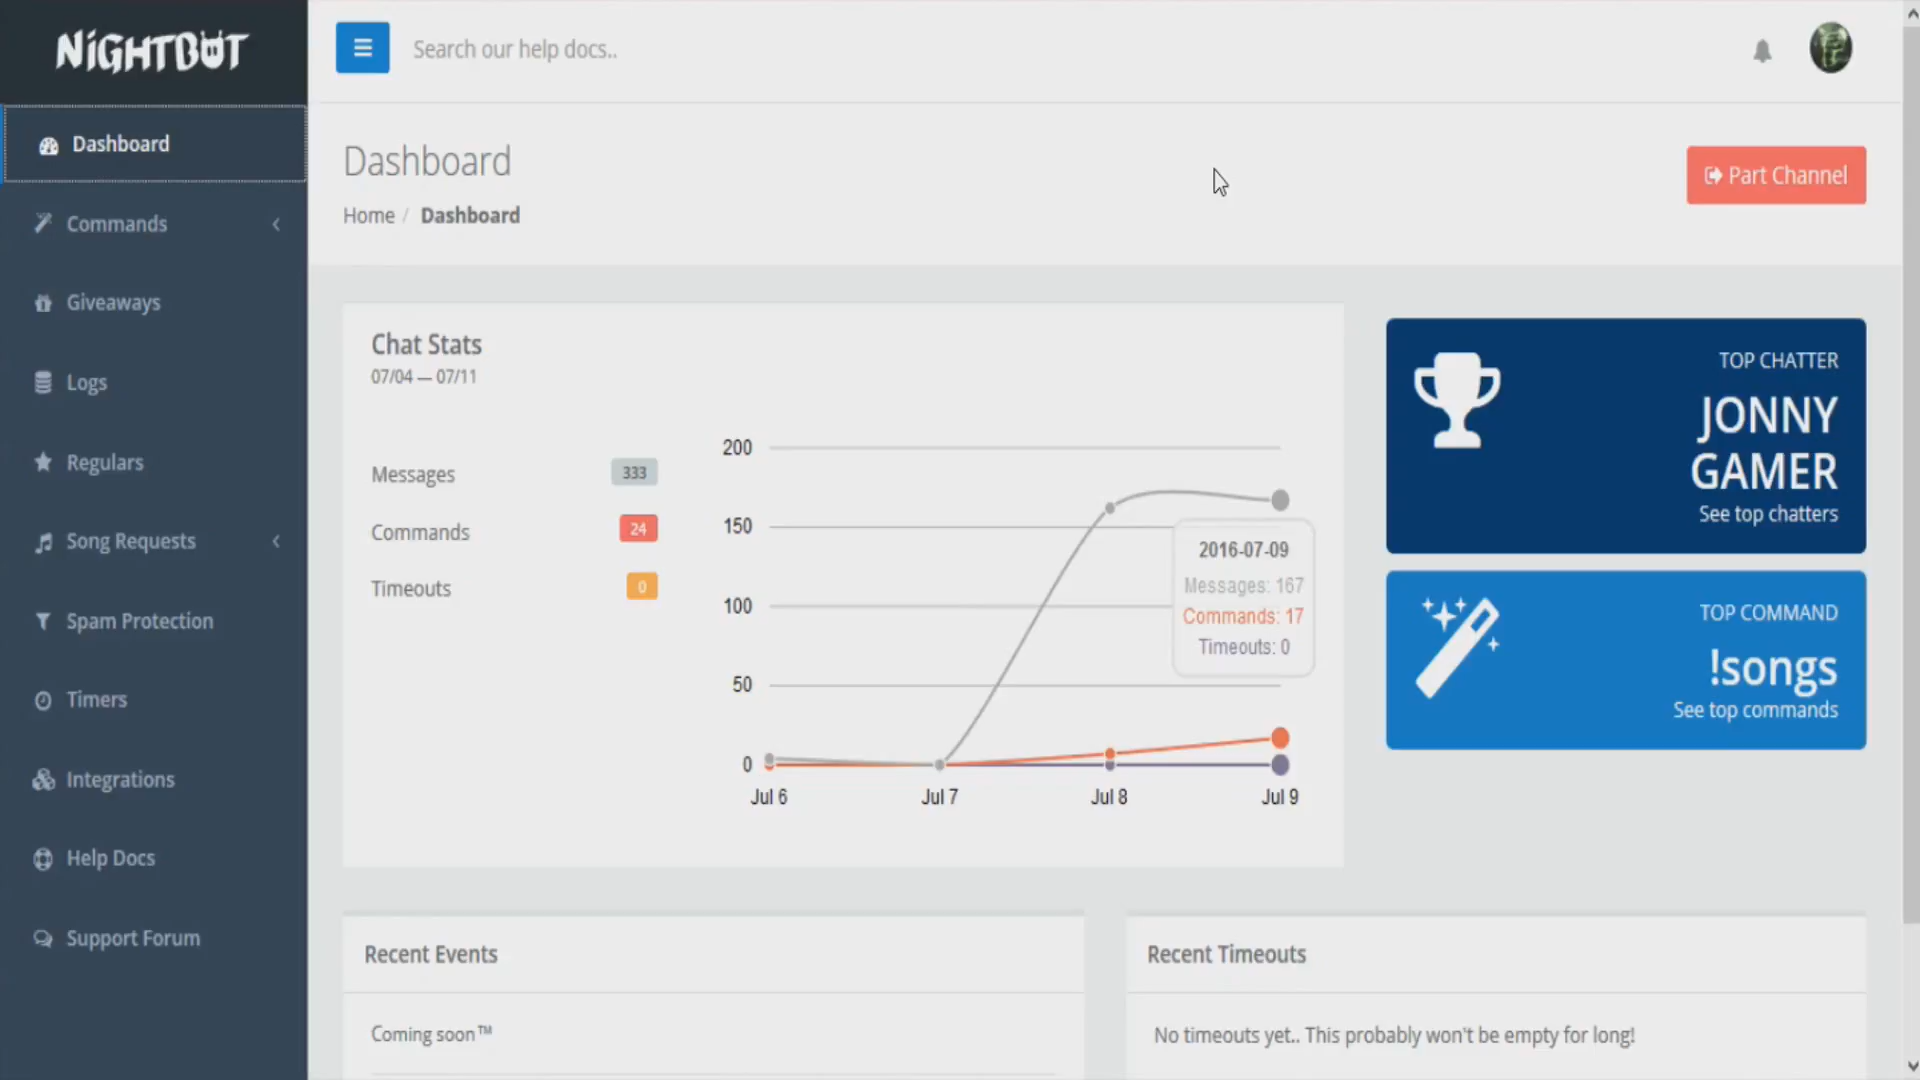 NiGHTBOT
Search our help docs..
Dashboard
Commands
Giveaways
Logs
Regulars
Song Requests
Spam Protection
Timers
Integrations
Help Docs
Support Forum
Dashboard
Home / Dashboard
Part Channel
Chat Stats
07/04 — 07/11
Messages 333
Commands 24
Timeouts 0
200
150
100
50
0
Jul 6 Jul 7 Jul 8 Jul 9
2016-07-09
Messages: 167
Commands: 17
Timeouts: 0
TOP CHATTER
JONNY
GAMER
See top chatters
TOP COMMAND
!songs
See top commands
Recent Events
Coming soon™
Recent Timeouts
No timeouts yet.. This probably won't be empty for long!